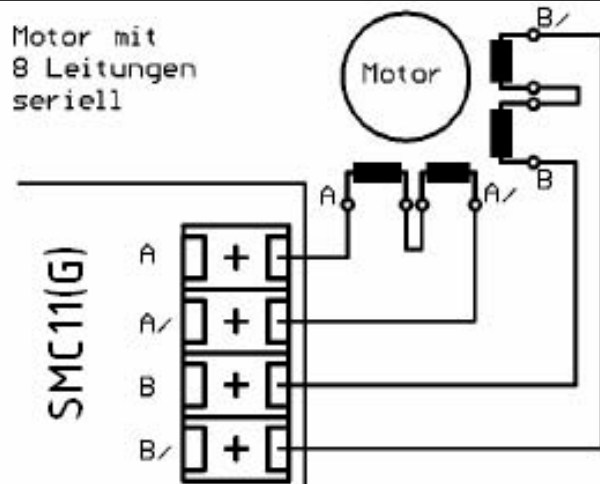 Motor mit
8 Leitungen
seriell
Motor
B/
B
A
A/
SMC11(G)
A
A/
B
B/